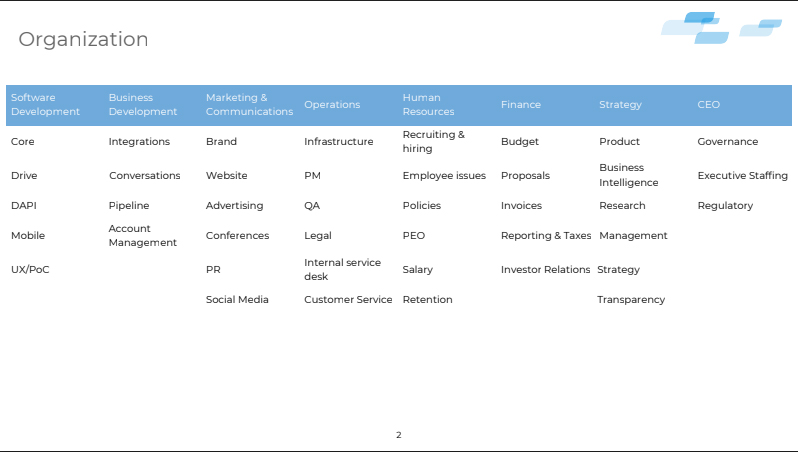 Organization
Software Development
Business Development
Marketing & Communications
Operations
Human Resources
Finance
Strategy
CEO
Core
Integrations
Brand
Infrastructure
Recruiting & hiring
Budget
Product
Governance
Drive
Conversations
Website
PM
Employee issues
Proposals
Business Intelligence
Executive Staffing
DAPI
Pipeline
Advertising
QA
Policies
Invoices
Research
Regulatory
Mobile
Account Management
Conferences
Legal
PEO
Reporting & Taxes
Management
UX/PoC
PR
Internal service desk
Salary
Investor Relations
Strategy
Social Media
Customer Service
Retention
Transparency
2